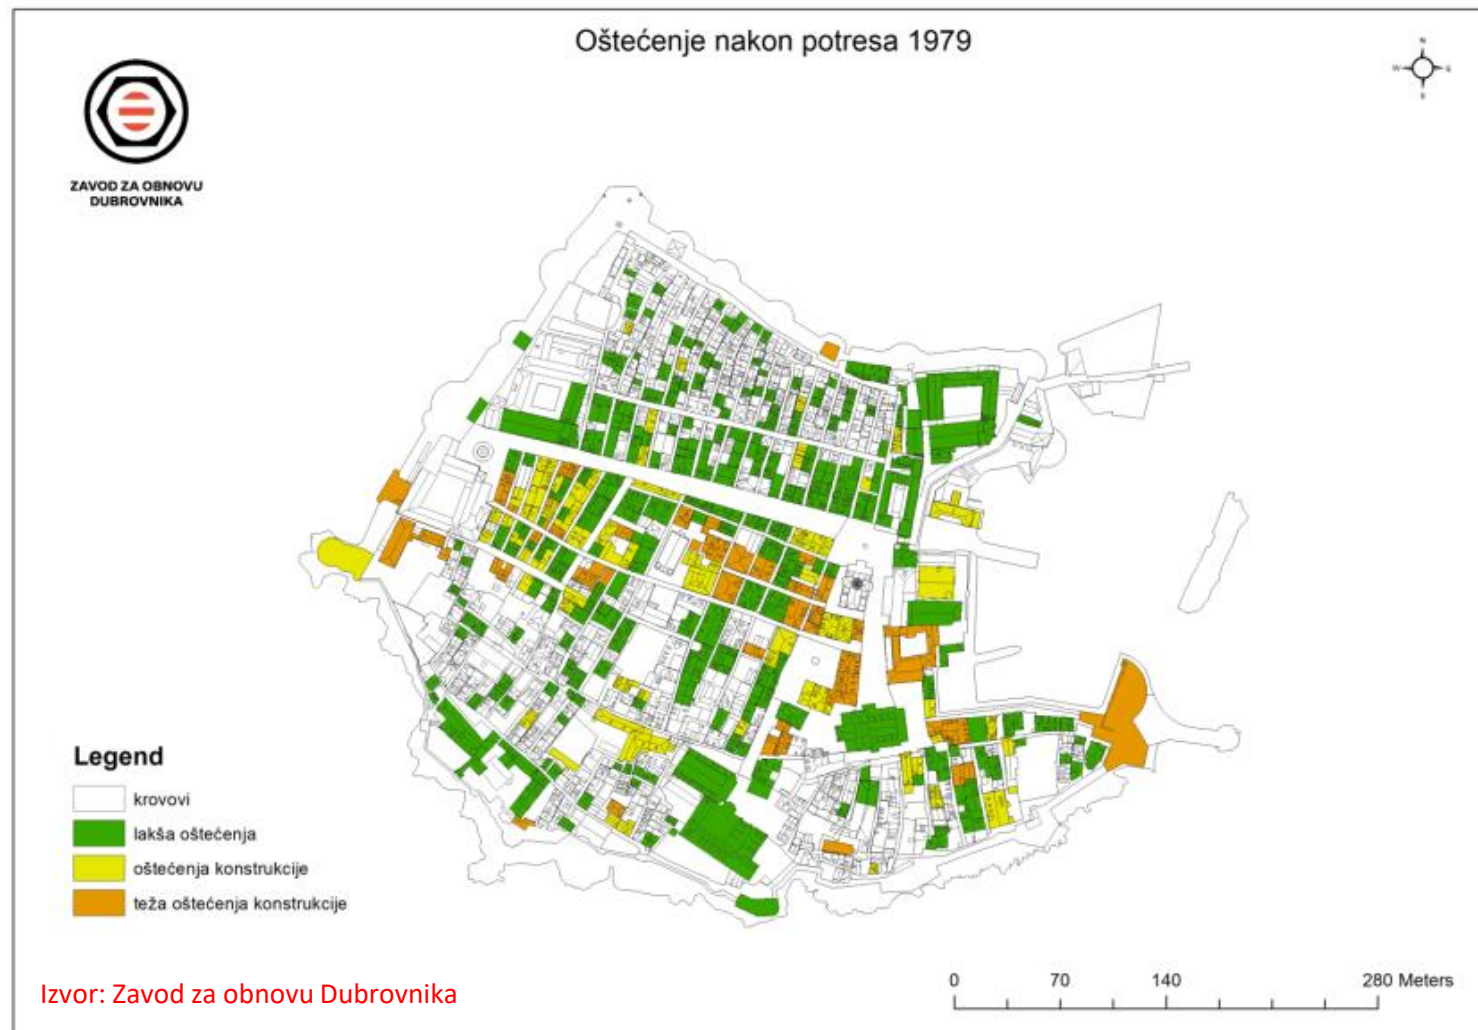 Oštećenje nakon potresa 1979
N
W
S
ZAVOD ZA OBNOVU
DUBROVNIKA
Legend
krovovi
lakša oštećenja
oštećenja konstrukcije
teža oštećenja konstrukcije
Izvor: Zavod za obnovu Dubrovnika
0 70 140 280 Meters